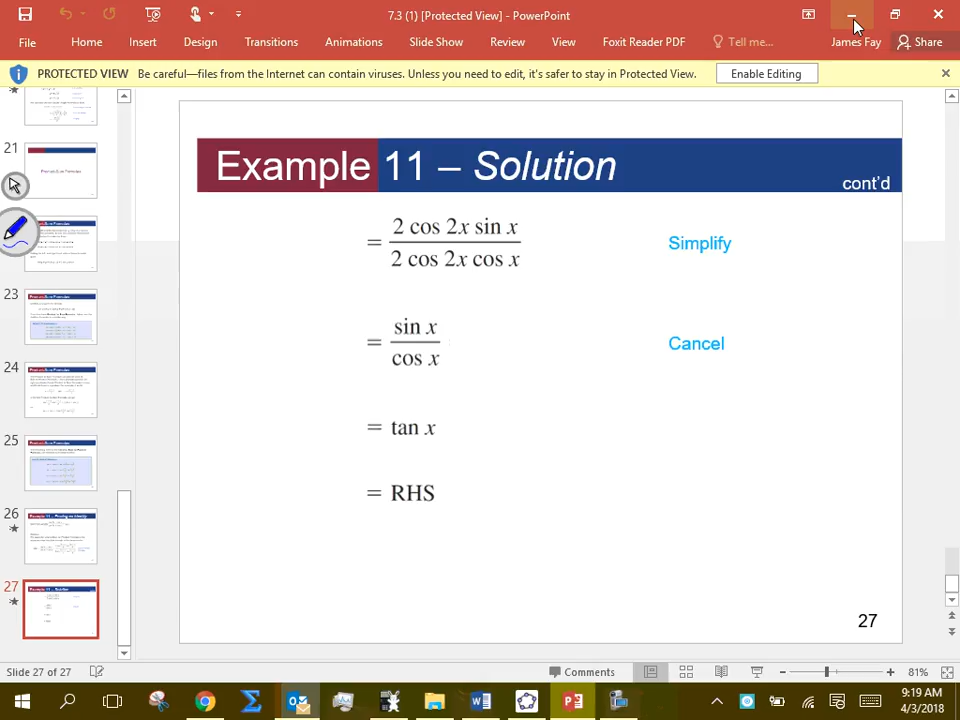 7.3 (1) [Protected View] - PowerPoint
File Home Insert Design Transitions Animations Slide Show Review View Foxit Reader PDF Tell me... James Fay Share
PROTECTED VIEW Be careful—files from the Internet can contain viruses. Unless you need to edit, it's safer to stay in Protected View. Enable Editing
21
23
24
25
26
27
Example 11 – Solution
cont'd
= 2 cos 2x sin x / 2 cos 2x cos x Simplify
= sin x / cos x Cancel
= tan x
= RHS
27
Slide 27 of 27 Comments 81%
9:19 AM
4/3/2018